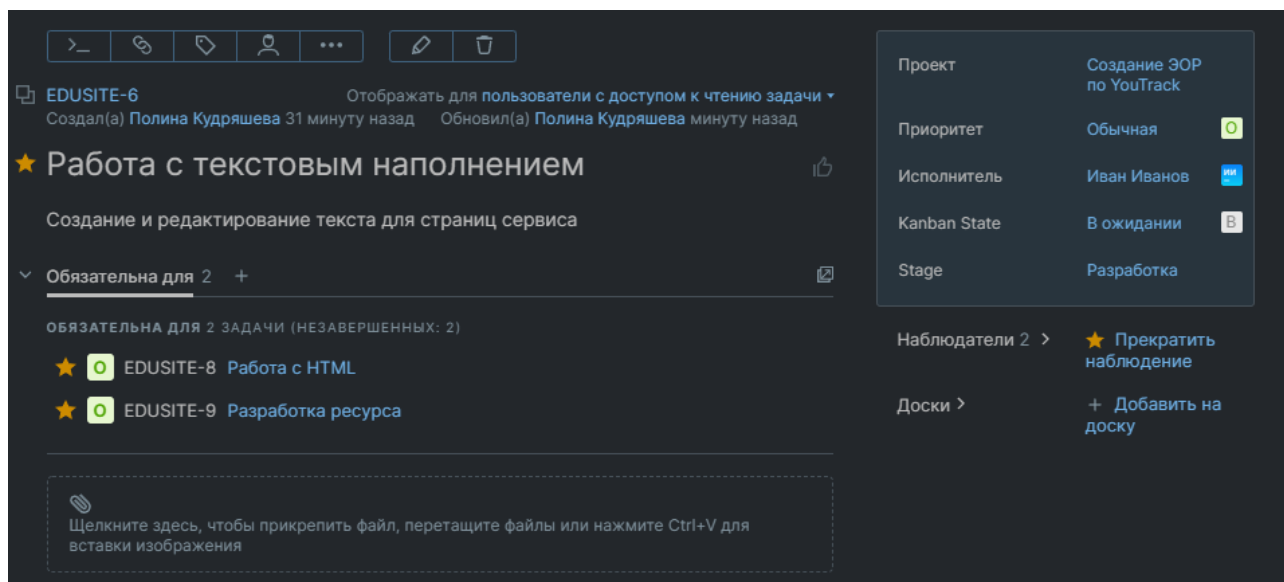 EDUSITE-6 Отображать для пользователи с доступом к чтению задачи
Создал(а) Полина Кудряшева 31 минуту назад Обновил(а) Полина Кудряшева минуту назад
Работа с текстовым наполнением
Создание и редактирование текста для страниц сервиса
Обязательна для 2 +
ОБЯЗАТЕЛЬНА ДЛЯ 2 ЗАДАЧИ (НЕЗАВЕРШЕННЫХ: 2)
О EDUSITE-8 Работа с HTML
О EDUSITE-9 Разработка ресурса
Щелкните здесь, чтобы прикрепить файл, перетащите файлы или нажмите Ctrl+V для
вставки изображения
Проект Создание ЭОР
по YouTrack
Приоритет Обычная О
Исполнитель Иван Иванов ИИ
Kanban State В ожидании В
Stage Разработка
Наблюдатели 2 > Прекратить
наблюдение
Доски > + Добавить на
доску